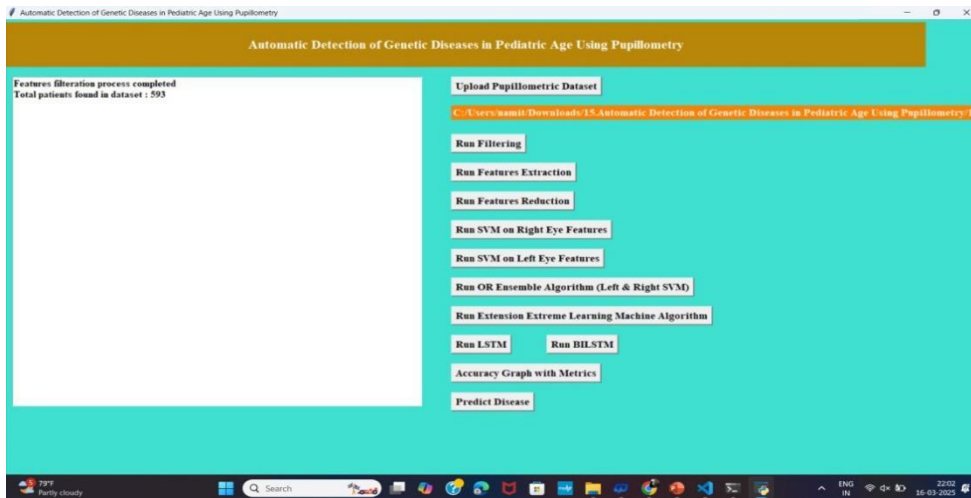 Automatic Detection of Genetic Diseases in Pediatric Age Using Pupillometry
Automatic Detection of Genetic Diseases in Pediatric Age Using Pupillometry
Features filteration process completed
Total patients found in dataset : 593
Upload Pupillometric Dataset
C:/Users/namit/Downloads/15.Automatic Detection of Genetic Diseases in Pediatric Age Using Pupillometry/
Run Filtering
Run Features Extraction
Run Features Reduction
Run SVM on Right Eye Features
Run SVM on Left Eye Features
Run OR Ensemble Algorithm (Left & Right SVM)
Run Extension Extreme Learning Machine Algorithm
Run LSTM Run BILSTM
Accuracy Graph with Metrics
Predict Disease
79°F
Partly cloudy
Search
ENG
IN
22:02
16-03-2025